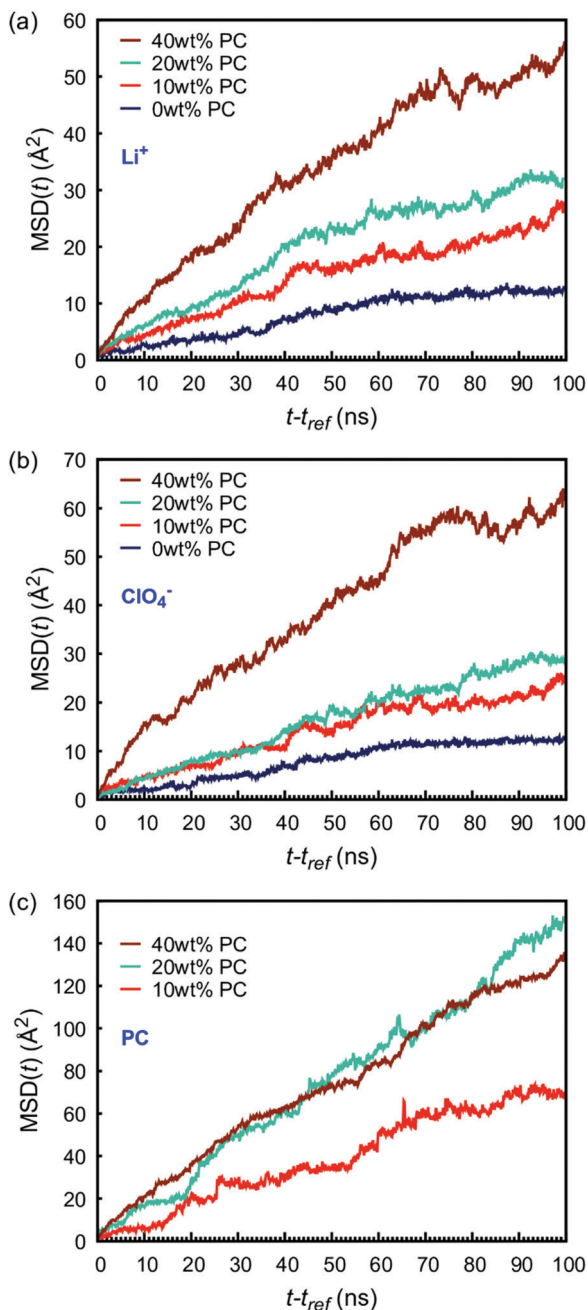 (a)
60
50
40
30
20
10
0
MSD(t) (Å²)
40wt% PC
20wt% PC
10wt% PC
0wt% PC
Li⁺
0 10 20 30 40 50 60 70 80 90 100
t-tref (ns)
(b)
70
60
50
40
30
20
10
0
MSD(t) (Å²)
40wt% PC
20wt% PC
10wt% PC
0wt% PC
ClO₄⁻
0 10 20 30 40 50 60 70 80 90 100
t-tref (ns)
(c)
160
140
120
100
80
60
40
20
0
MSD(t) (Å²)
40wt% PC
20wt% PC
10wt% PC
PC
0 10 20 30 40 50 60 70 80 90 100
t-tref (ns)